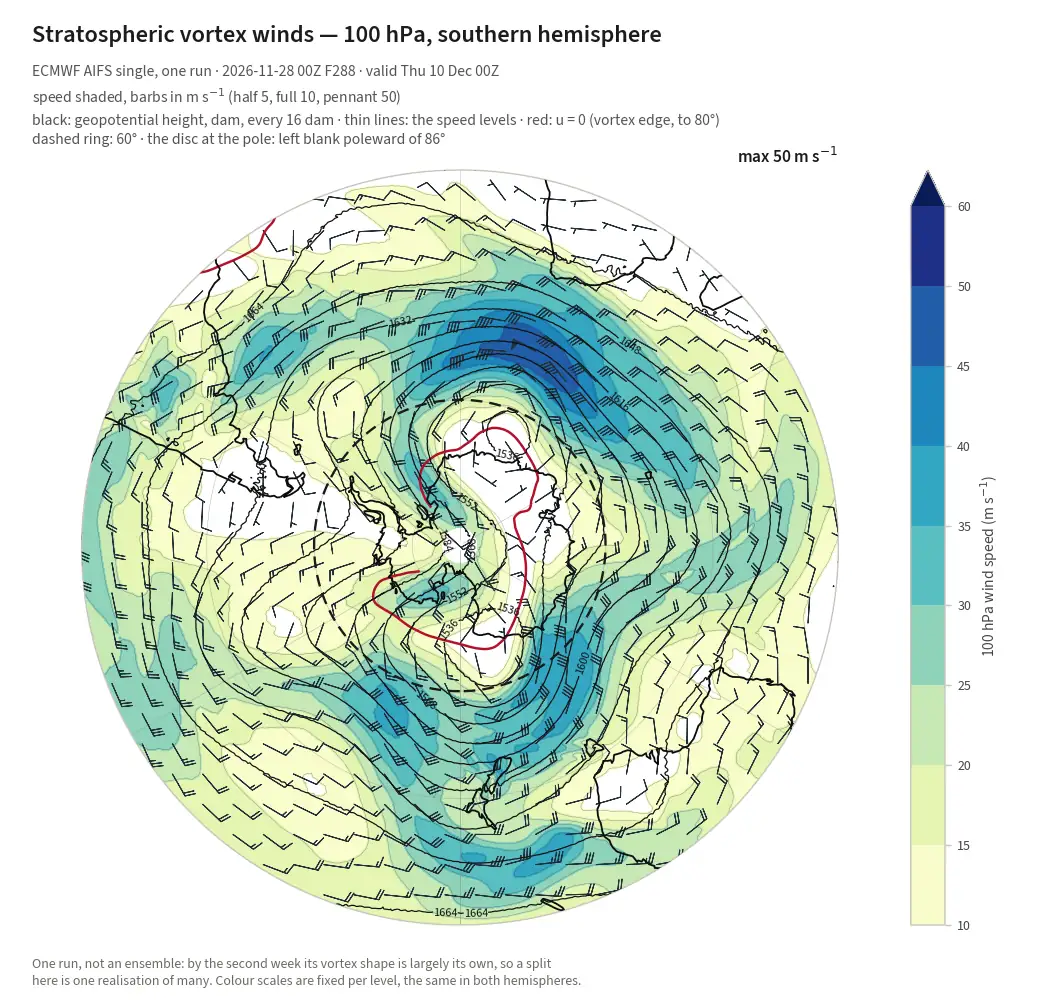 Stratospheric vortex winds — 100 hPa, southern hemisphere
ECMWF AIFS single, one run · 2026-11-28 00Z F288 · valid Thu 10 Dec 00Z
speed shaded, barbs in m s⁻¹ (half 5, full 10, pennant 50)
black: geopotential height, dam, every 16 dam · thin lines: the speed levels · red: u = 0 (vortex edge, to 80°)
dashed ring: 60° · the disc at the pole: left blank poleward of 86°
max 50 m s⁻¹
60
50
45
40
35
30
25
20
15
10
100 hPa wind speed (m s⁻¹)
1664
1632
1648
1616
1536
1552
1584
1568
1552
1536
1536
1600
1664
1664
One run, not an ensemble: by the second week its vortex shape is largely its own, so a split
here is one realisation of many. Colour scales are fixed per level, the same in both hemispheres.